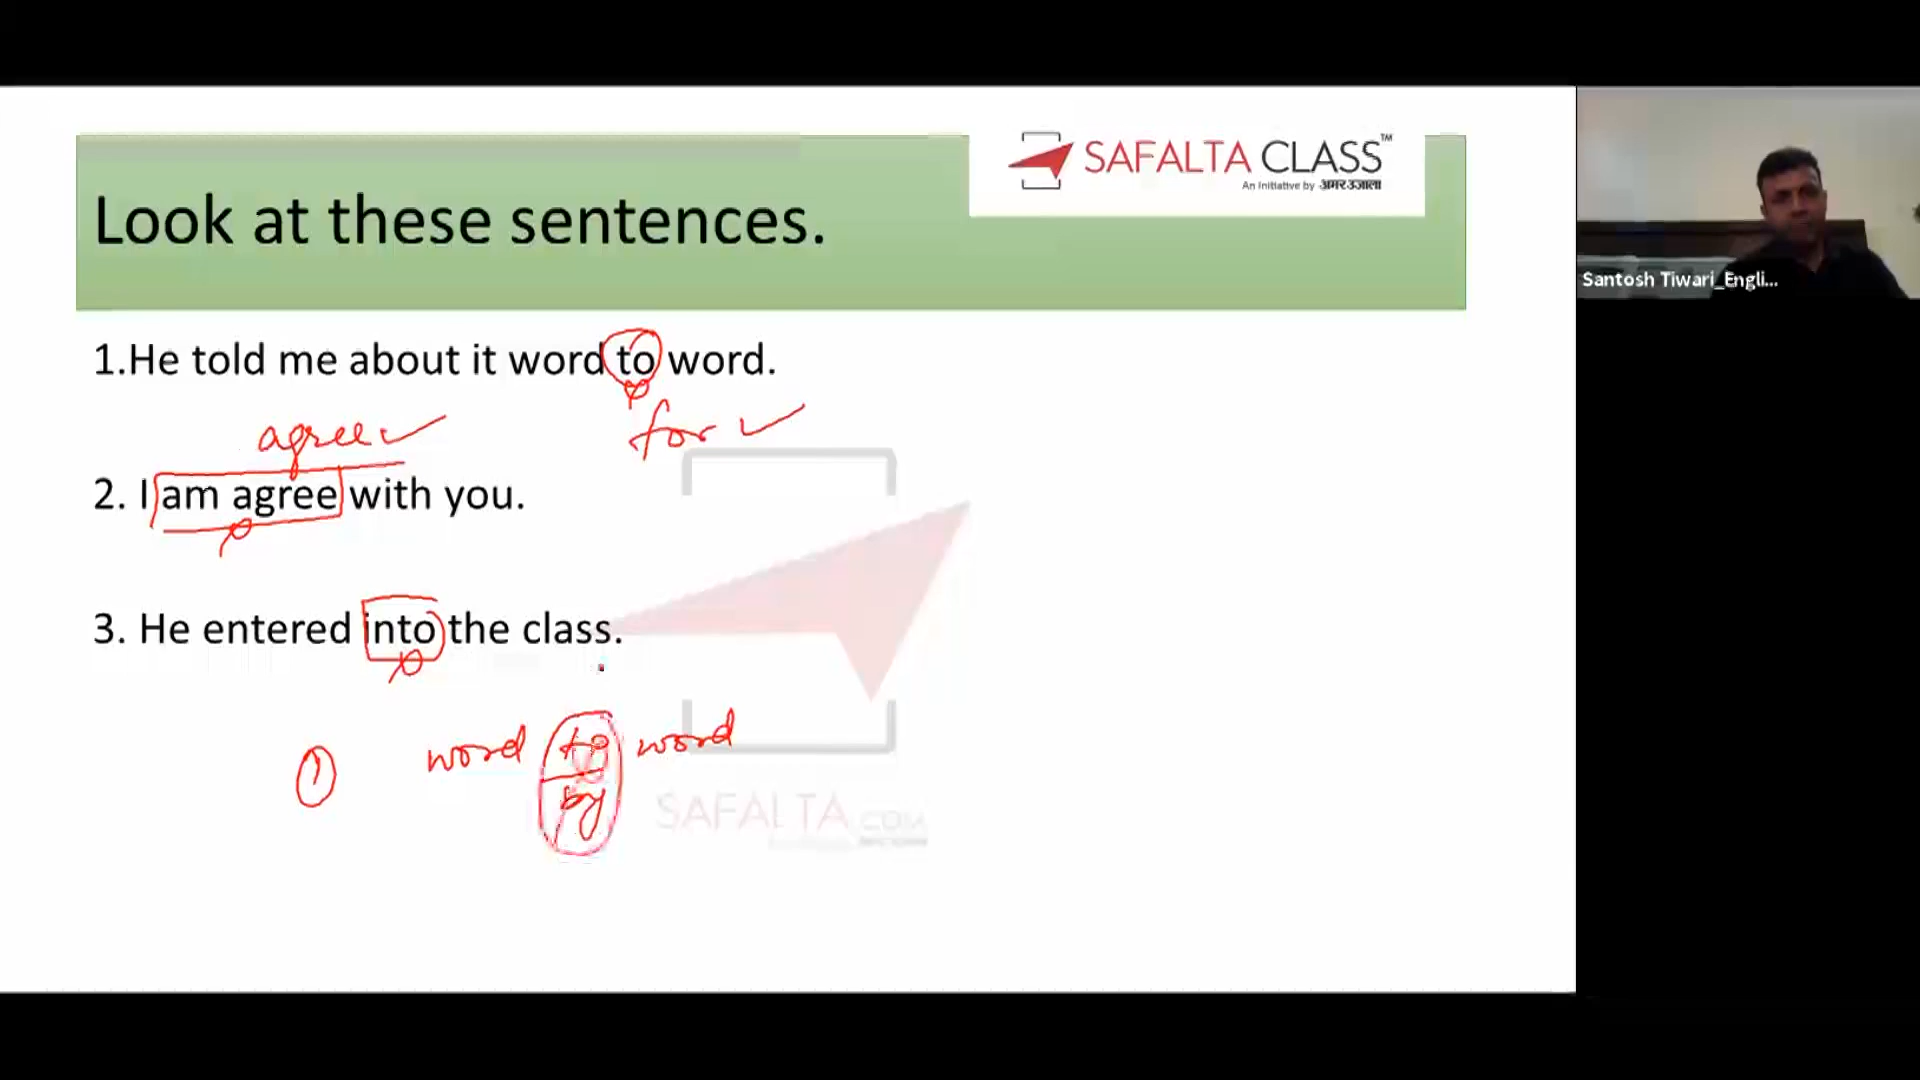 SAFALTA CLASS™
An Initiative by अमर उजाला
Look at these sentences.
Santosh Tiwari_Engli...
1.He told me about it word to word.
agree for
2. I am agree with you.
3. He entered into the class.
1 word to word
by
SAFALTA.COM